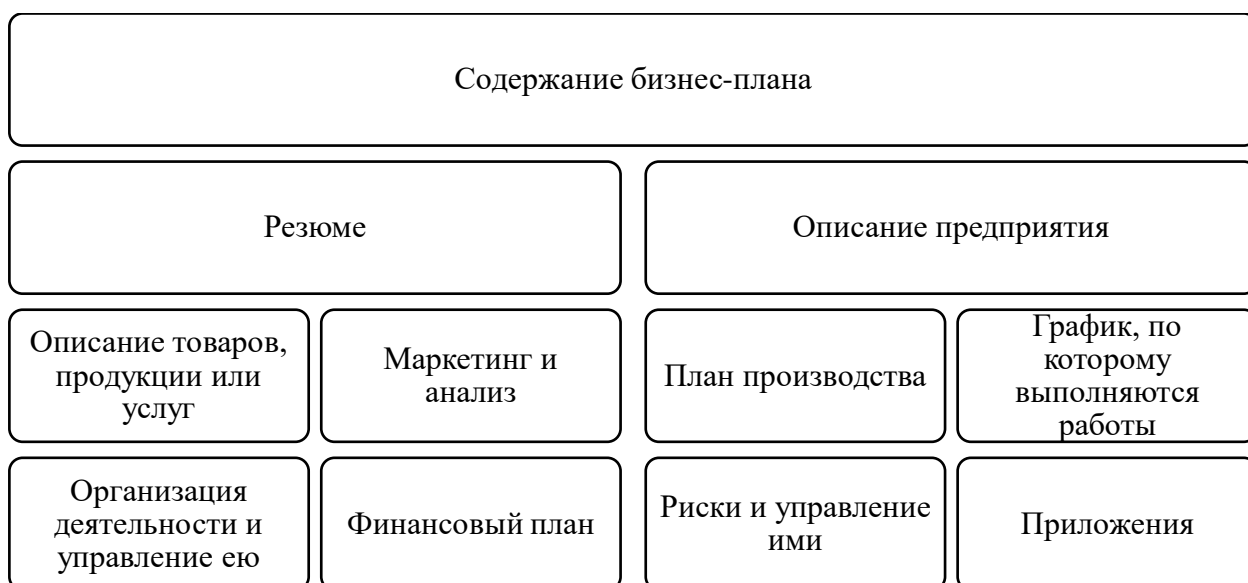 Содержание бизнес-плана
Резюме
Описание предприятия
Описание товаров,
продукции или
услуг
Маркетинг и
анализ
План производства
График, по
которому
выполняются
работы
Организация
деятельности и
управление ею
Финансовый план
Риски и управление
ими
Приложения